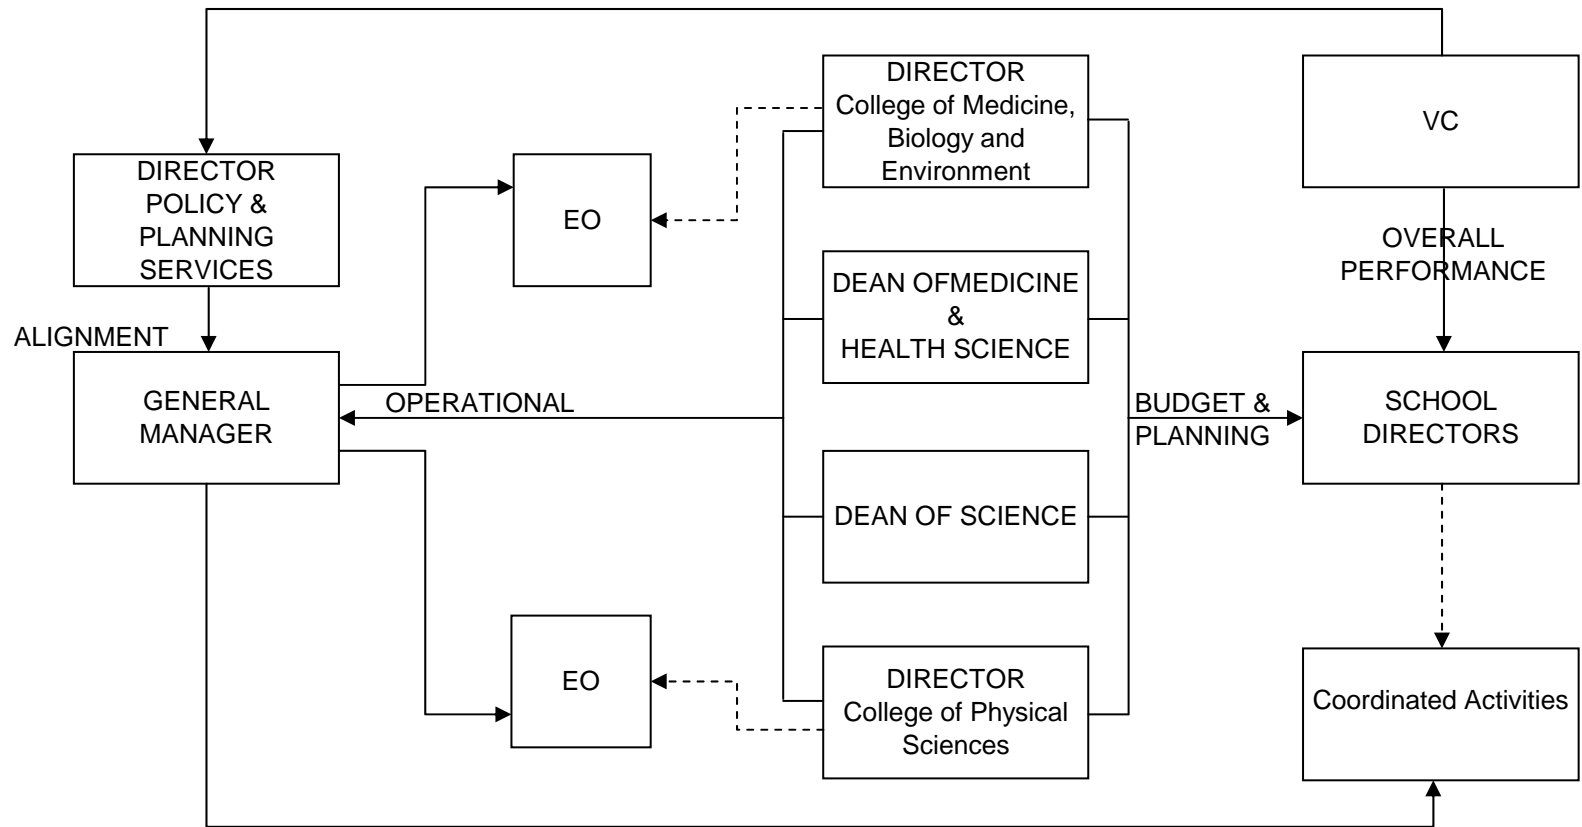 DIRECTOR
College of Medicine,
Biology and
Environment
VC
DIRECTOR
POLICY &
PLANNING
SERVICES
EO
OVERALL
PERFORMANCE
DEAN OFMEDICINE
&
HEALTH SCIENCE
ALIGNMENT
GENERAL
MANAGER
OPERATIONAL
BUDGET &
PLANNING
SCHOOL
DIRECTORS
DEAN OF SCIENCE
EO
DIRECTOR
College of Physical
Sciences
Coordinated Activities